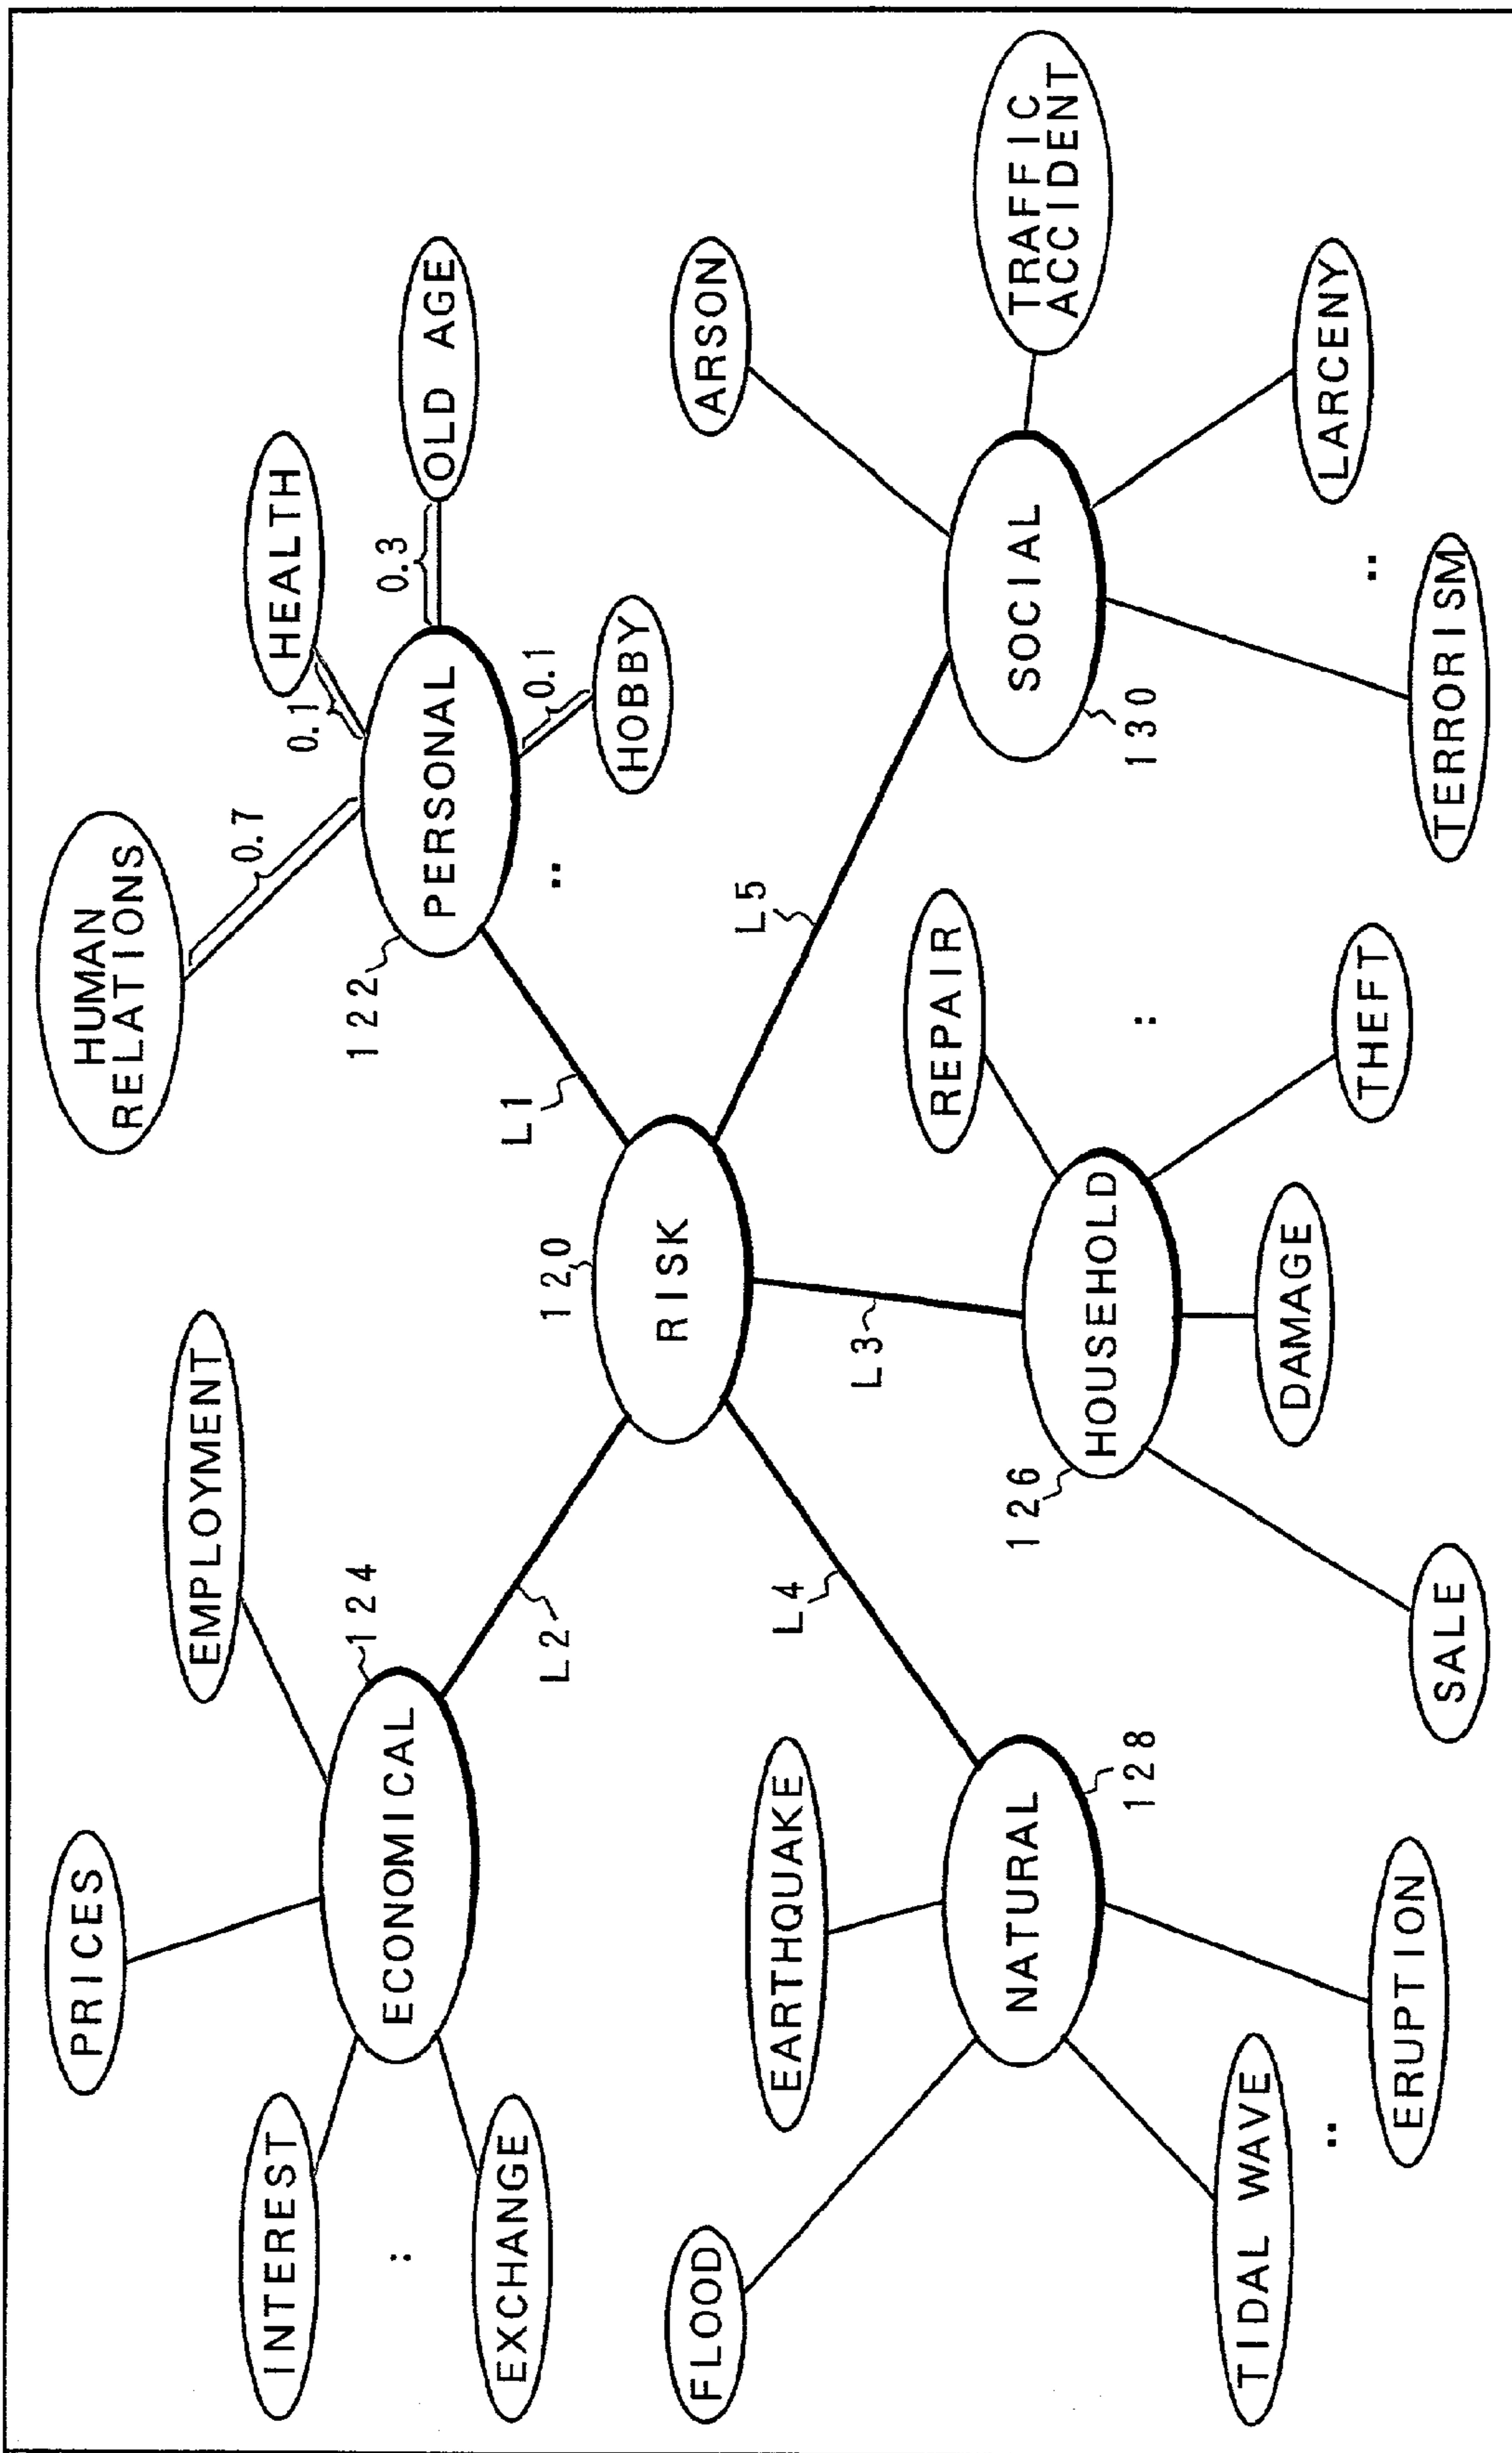 PRICES
HUMAN
RELATIONS
EMPLOYMENT
INTEREST
HEALTH
0.7
0.1
124
122
ECONOMICAL
0.3
PERSONAL
OLD AGE
:
EXCHANGE
L2
L1
0.1
..
120
HOBBY
RISK
FLOOD
ARSON
EARTHQUAKE
L4
L5
L3
REPAIR
126
NATURAL
SOCIAL
TRAFFIC
ACCIDENT
HOUSEHOLD
128
:
130
TIDAL WAVE
DAMAGE
LARCENY
..
THEFT
..
ERUPTION
SALE
TERRORISM